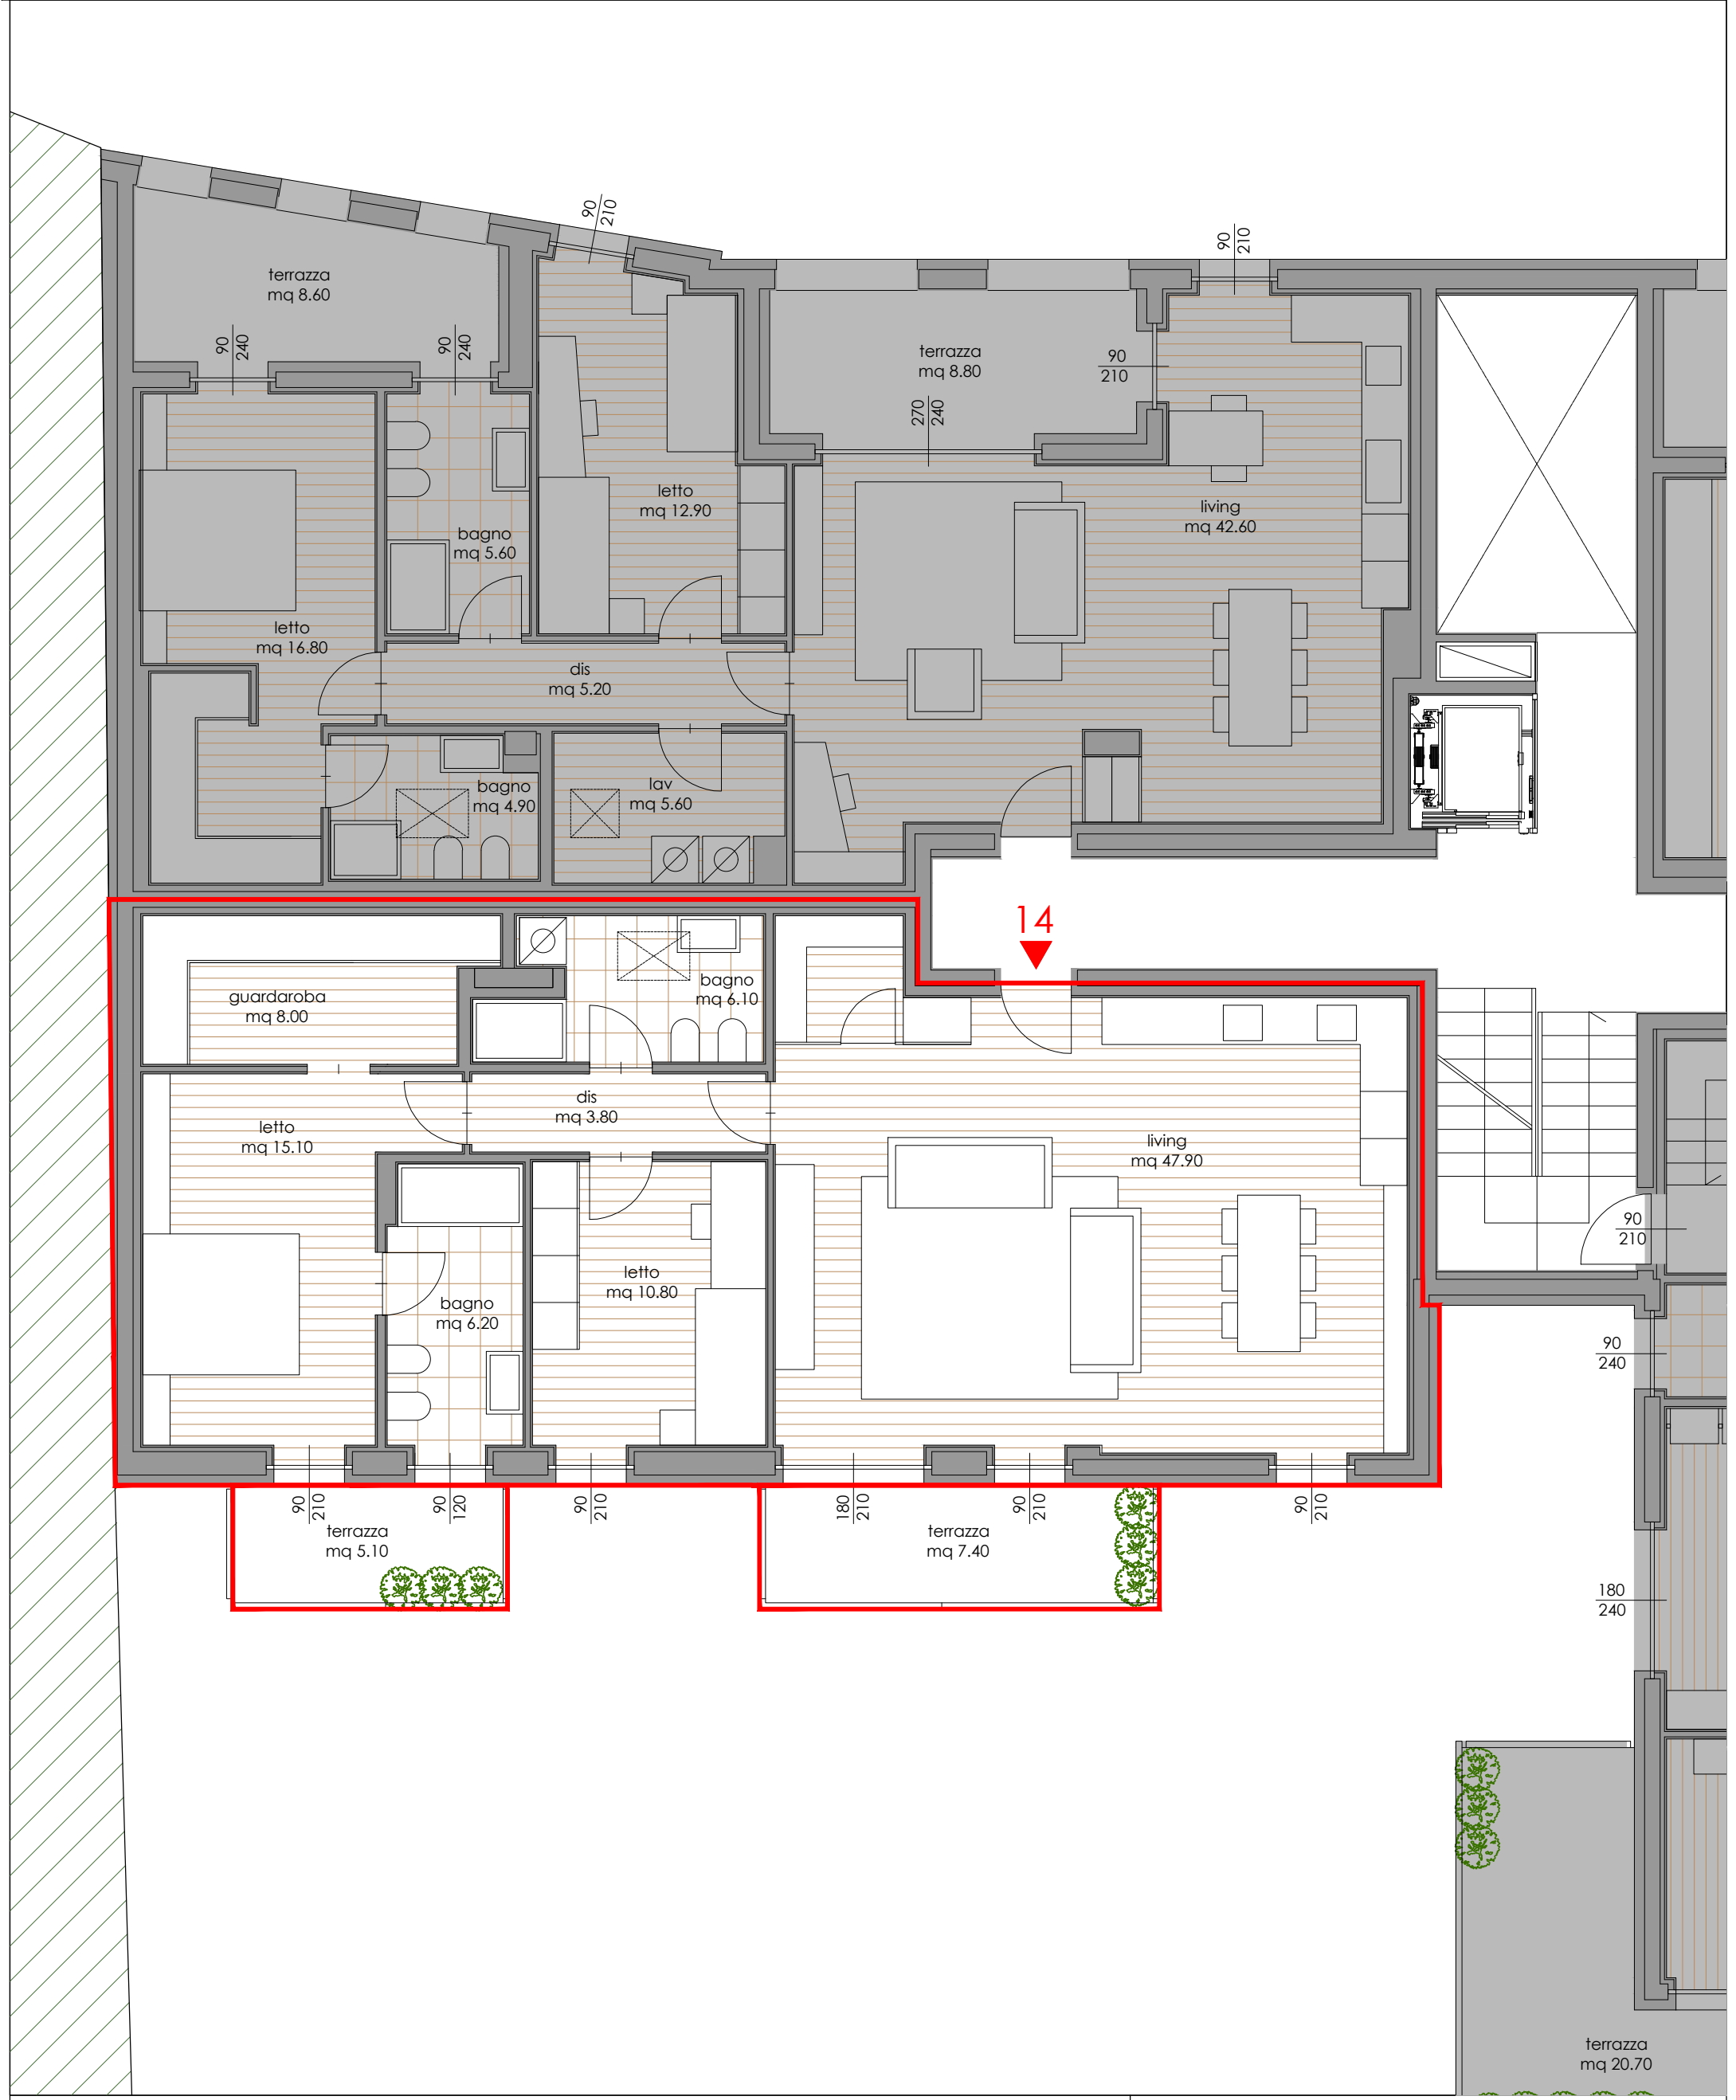 90
210
90
210
terrazza
mq 8.60
90
240
90
240
terrazza
mq 8.80
90
210
270
240
letto
mq 12.90
living
mq 42.60
bagno
mq 5.60
letto
mq 16.80
dis
mq 5.20
bagno
mq 4.90
lav
mq 5.60
14
guardaroba
mq 8.00
bagno
mq 6.10
dis
mq 3.80
letto
mq 15.10
living
mq 47.90
90
210
letto
mq 10.80
bagno
mq 6.20
90
240
90
210
90
120
90
210
180
210
90
210
90
210
terrazza
mq 5.10
terrazza
mq 7.40
180
240
terrazza
mq 20.70